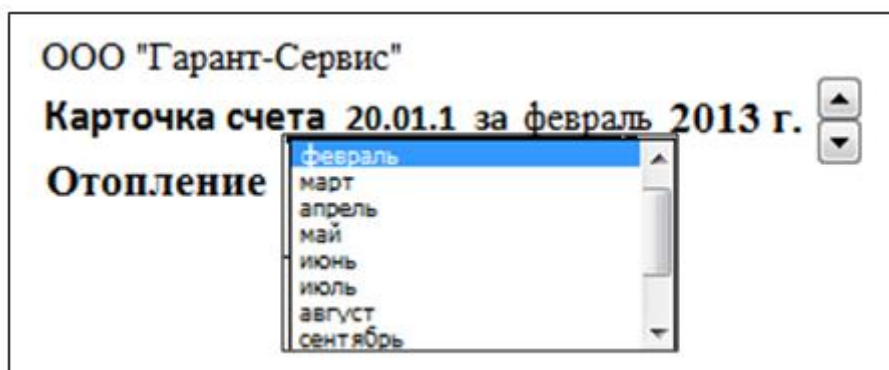 ООО "Гарант-Сервис"
Карточка счета 20.01.1 за февраль 2013 г.
Отопление
февраль
март
апрель
май
июнь
июль
август
сентябрь